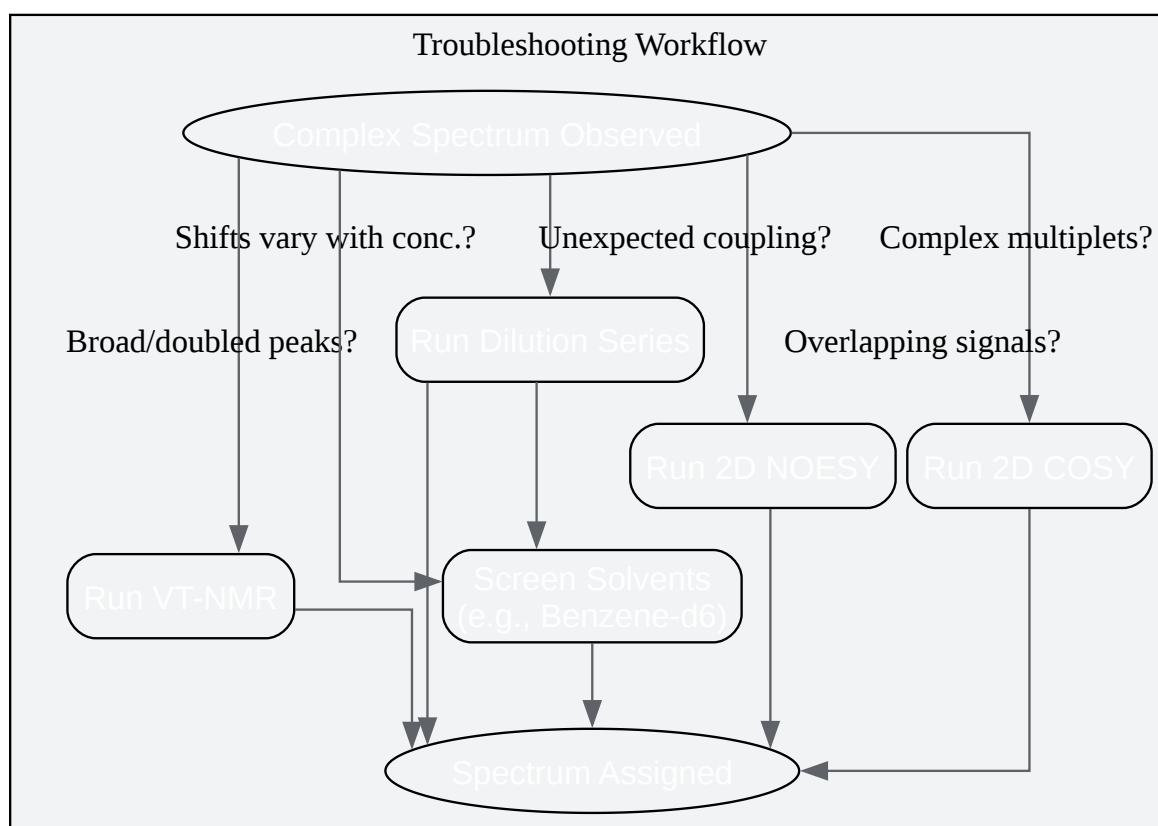 Troubleshooting Workflow
Complex Spectrum Observed
Shifts vary with conc.?
Unexpected coupling?
Complex multiplets?
Broad/doubled peaks?
Run Dilution Series
Overlapping signals?
Run 2D NOESY
Run 2D COSY
Run VT-NMR
Screen Solvents
(e.g., Benzene-d6)
Spectrum Assigned